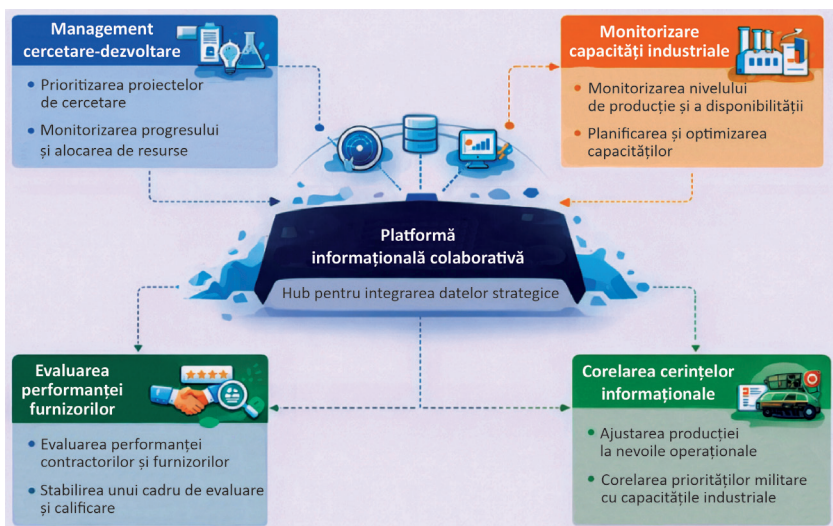 Management
cercetare-dezvoltare
• Prioritizarea proiectelor
de cercetare
• Monitorizarea progresului
și alocarea de resurse
Monitorizare
capacități industriale
• Monitorizarea nivelului
de producție și a disponibilității
• Planificarea și optimizarea
capacităților
Platformă
informațională colaborativă
Hub pentru integrarea datelor strategice
Evaluarea
performanței
furnizorilor
• Evaluarea performanței
contractorilor și furnizorilor
• Stabilirea unui cadru de evaluare
și calificare
Corelarea cerințelor
informaționale
• Ajustarea producției
la nevoile operaționale
• Corelarea priorităților militare
cu capacitățile industriale